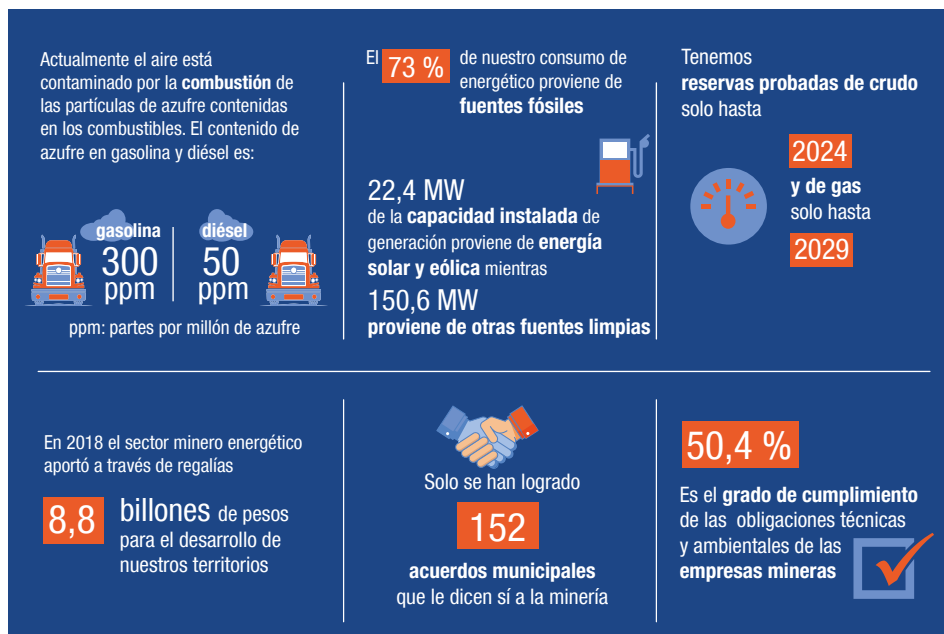 Actualmente el aire está
contaminado por la combustión de
las partículas de azufre contenidas
en los combustibles. El contenido de
azufre en gasolina y diésel es:
gasolina
300
ppm
diésel
50
ppm
ppm: partes por millón de azufre
El 73 % de nuestro consumo de
energético proviene de
fuentes fósiles
22,4 MW
de la capacidad instalada de
generación proviene de energía
solar y eólica mientras
150,6 MW
proviene de otras fuentes limpias
Tenemos
reservas probadas de crudo
solo hasta
2024
y de gas
solo hasta
2029
En 2018 el sector minero energético
aportó a través de regalías
8,8 billones de pesos
para el desarrollo de
nuestros territorios
Solo se han logrado
152
acuerdos municipales
que le dicen sí a la minería
50,4 %
Es el grado de cumplimiento
de las obligaciones técnicas
y ambientales de las
empresas mineras